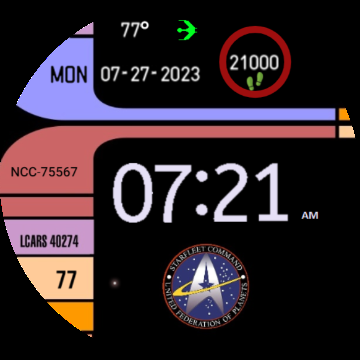 77°
MON 07-27-2023
21000
NCC-75567
07:21 AM
LCARS 40274
77
STARFLEET COMMAND
UNITED FEDERATION OF PLANETS